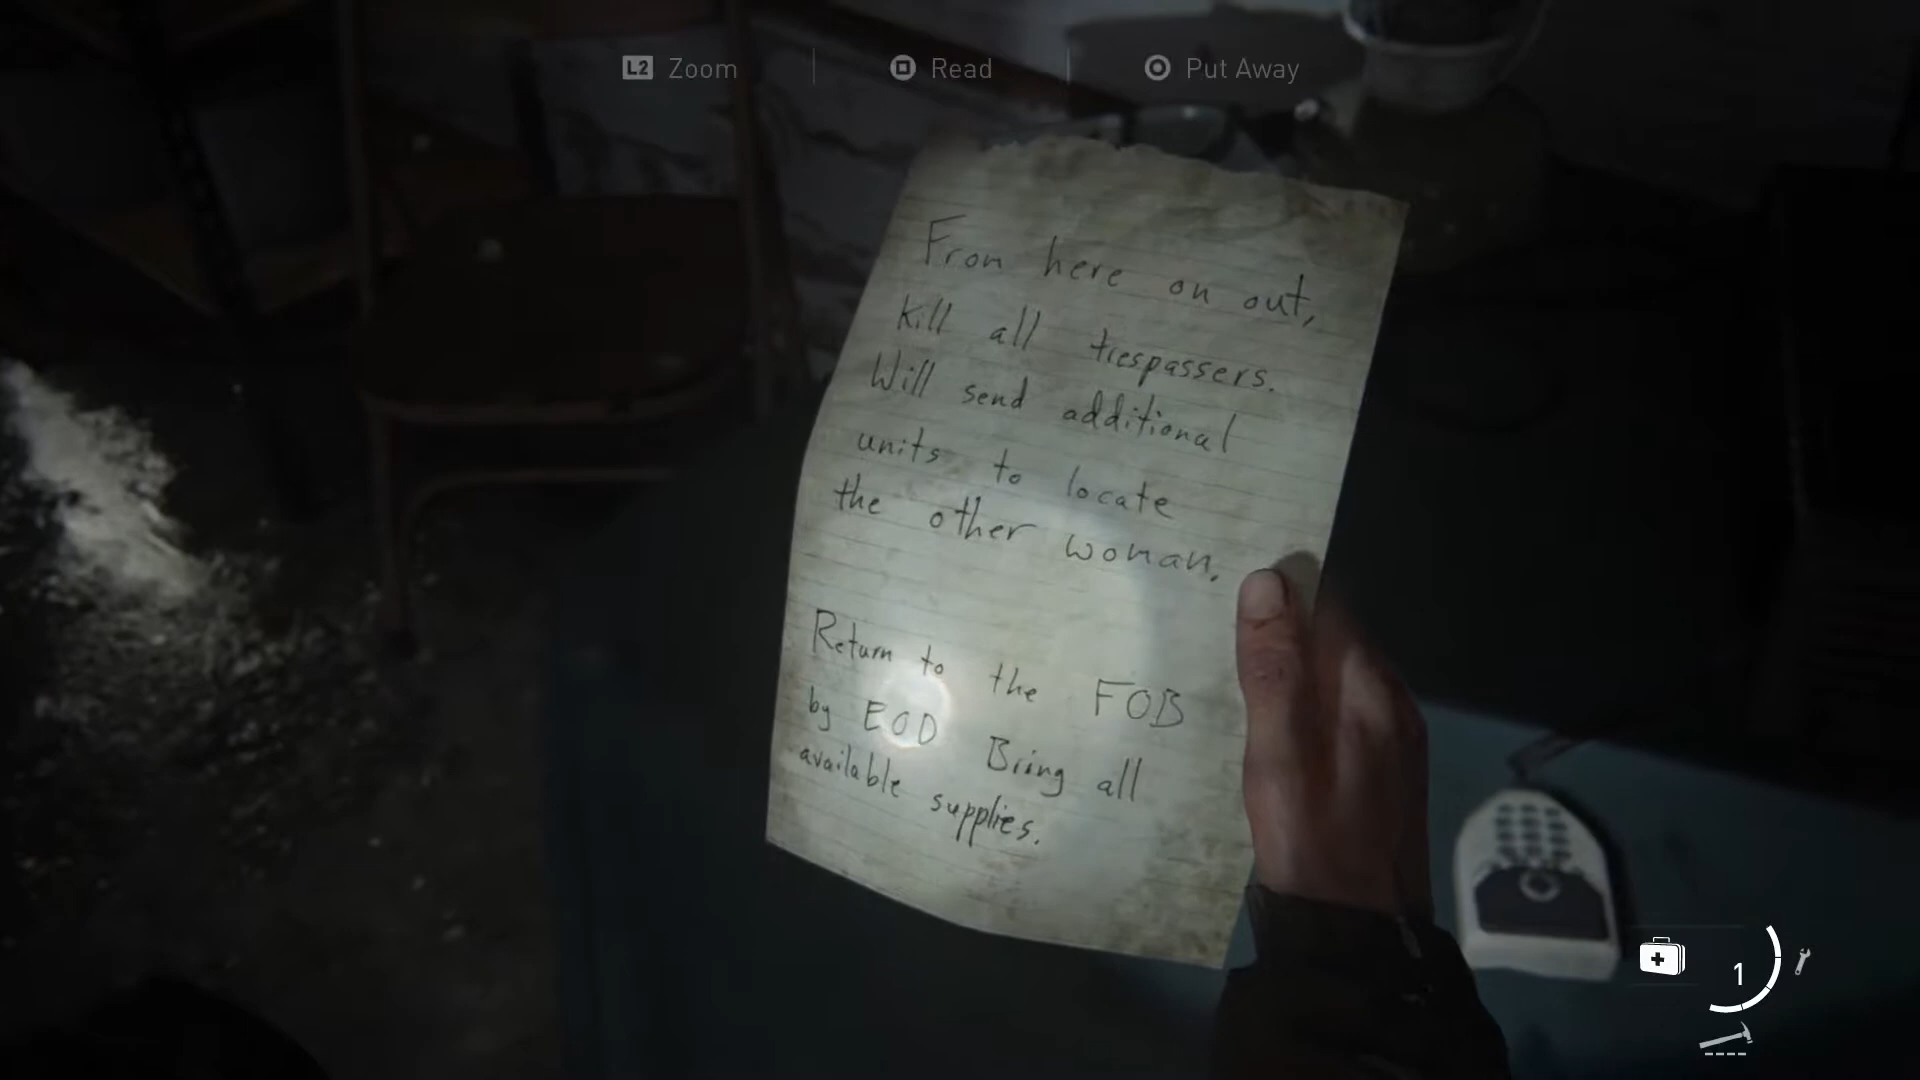 L2 Zoom
Read
Put Away
From here on out,
kill all trespassers.
Will send additional
units to locate
the other woman.
Return to the FOB
by EOD Bring all
available supplies.
1